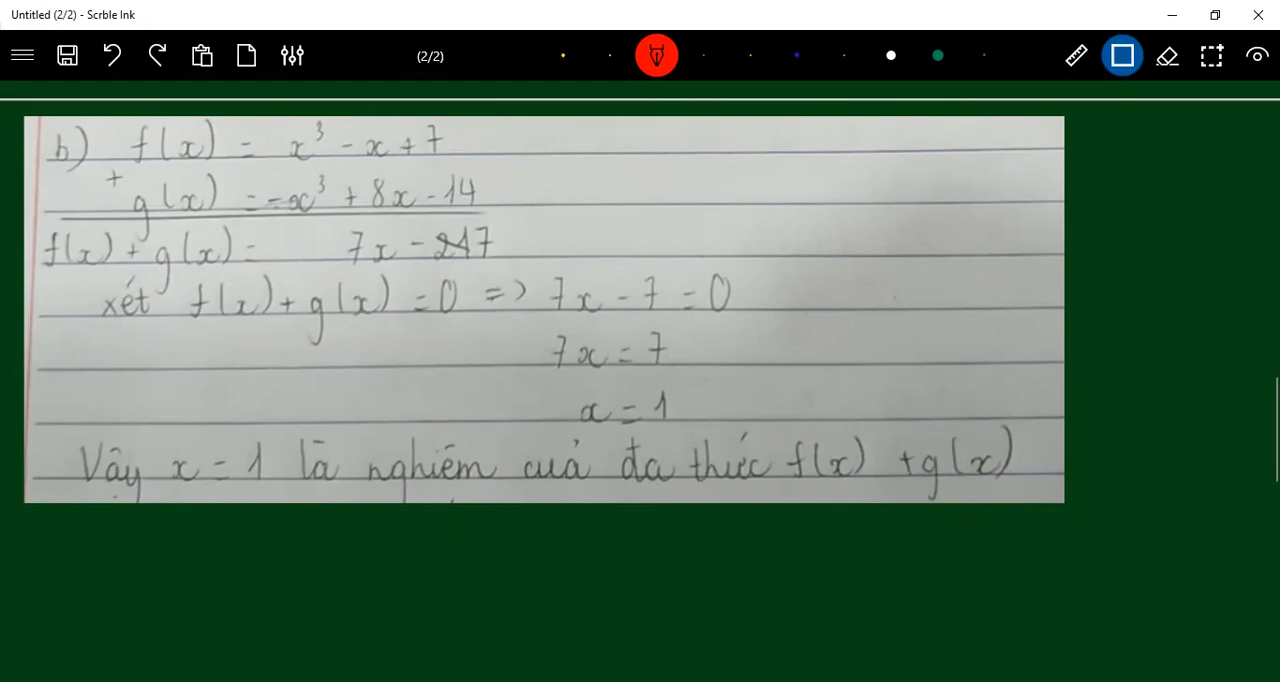 Untitled (2/2) - Scrble Ink
(2/2)
b) f(x) = x³ - x + 7
+
g(x) = -x³ + 8x - 14
f(x) + g(x) = 7x - 7
xét f(x) + g(x) = 0 => 7x - 7 = 0
7x = 7
x = 1
Vậy x = 1 là nghiệm của đa thức f(x) + g(x)